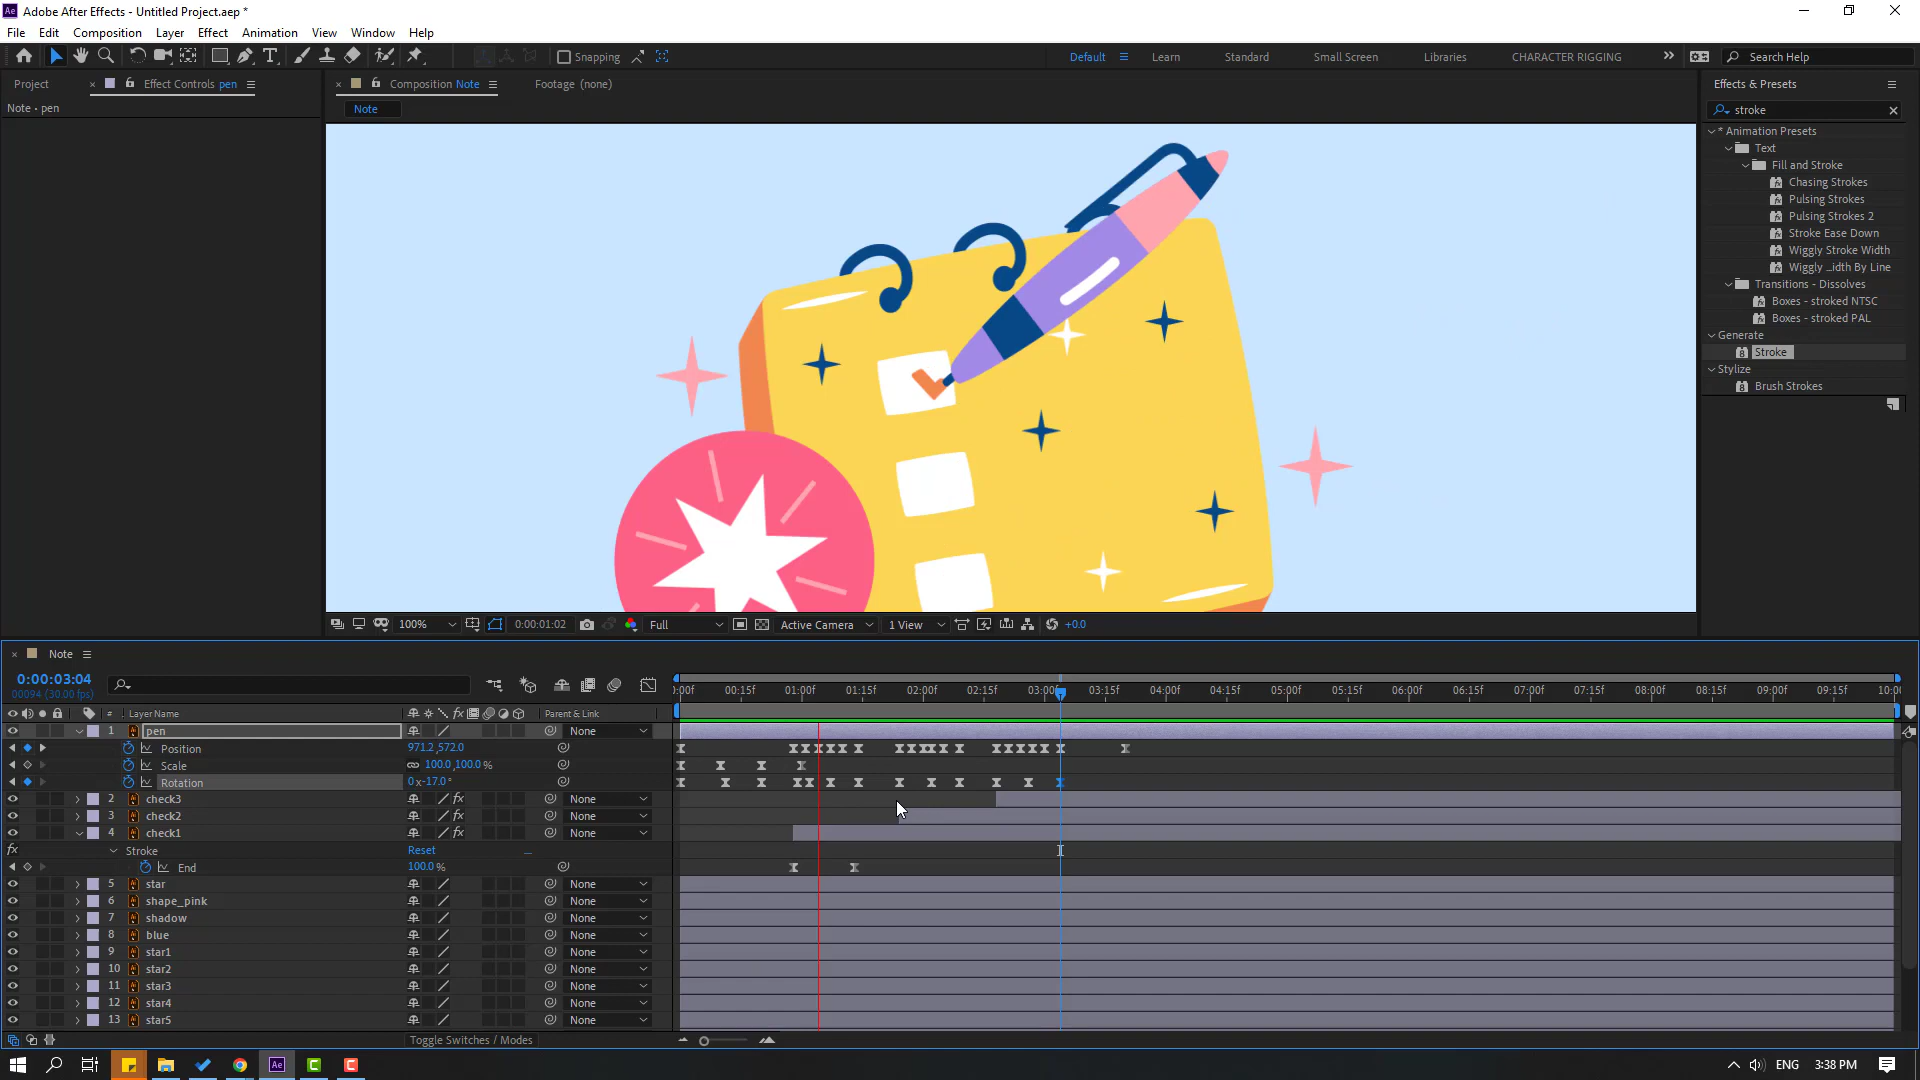 Adobe After Effects - Untitled Project.aep *
File Edit Composition Layer Effect Animation View Window Help
Snapping Default Learn Standard Small Screen Libraries CHARACTER RIGGING Search Help
Project Effect Controls pen Composition Note Footage (none) Effects & Presets
Note • pen Note stroke
* Animation Presets
Text
Fill and Stroke
Chasing Strokes
Pulsing Strokes
Pulsing Strokes 2
Stroke Ease Down
Wiggly Stroke Width
Wiggly ...idth By Line
Transitions - Dissolves
Boxes - stroked NTSC
Boxes - stroked PAL
Generate
Stroke
Stylize
Brush Strokes
100% 0:00:01:02 Full Active Camera 1 View +0.0
Note
0:00:03:04
00094 (30.00 fps)
:00f 00:15f 01:00f 01:15f 02:00f 02:15f 03:00f 03:15f 04:00f 04:15f 05:00f 05:15f 06:00f 06:15f 07:00f 07:15f 08:00f 08:15f 09:00f 09:15f 10:0
# Layer Name Parent & Link
1 pen None
Position 971.2,572.0
Scale 100.0,100.0 %
Rotation 0x-17.0°
2 check3 fx None
3 check2 fx None
4 check1 fx None
fx Stroke Reset
End 100.0 %
5 star None
6 shape_pink None
7 shadow None
8 blue None
9 star1 None
10 star2 None
11 star3 None
12 star4 None
13 star5 None
Toggle Switches / Modes
ENG 3:38 PM